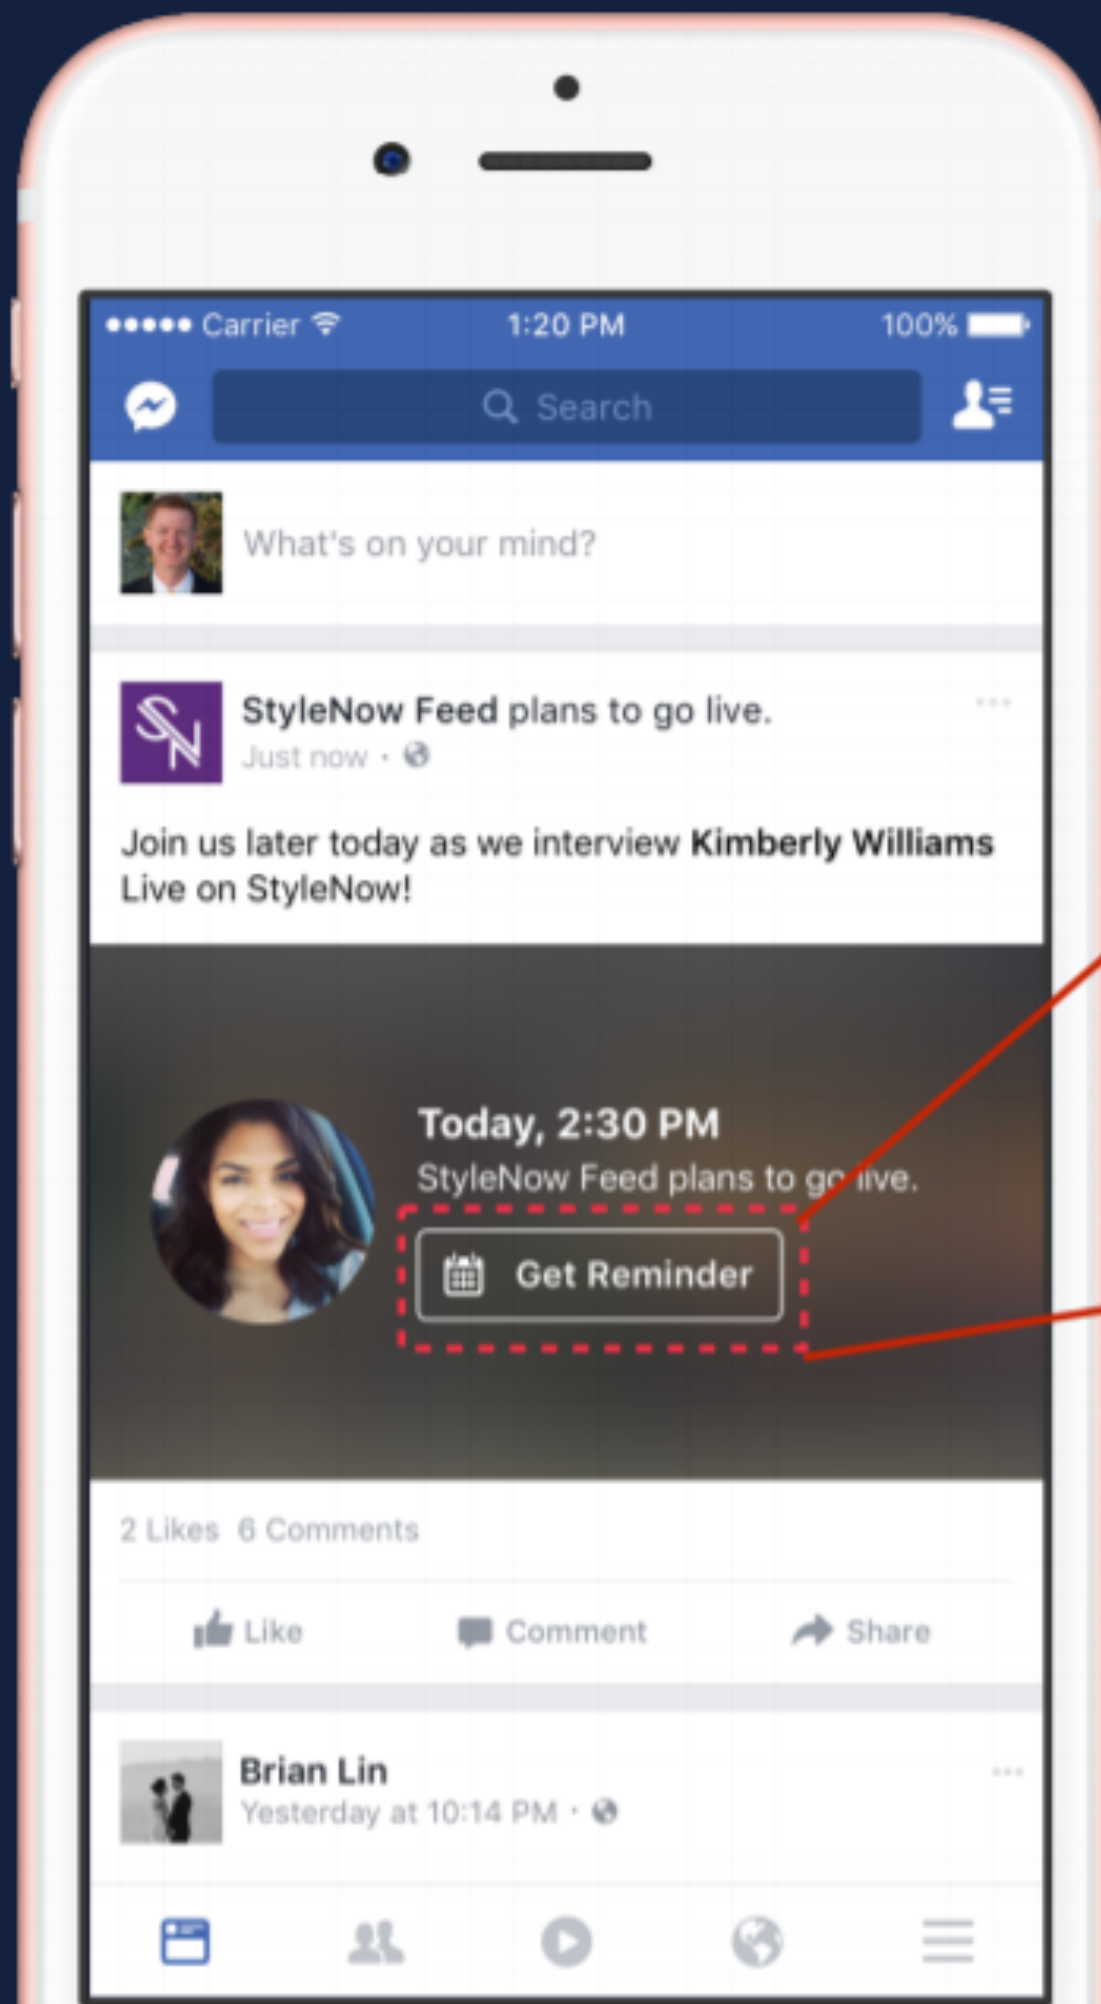 Carrier 1:20 PM 100%
Search
What's on your mind?
SN
StyleNow Feed plans to go live.
Just now ·
Join us later today as we interview Kimberly Williams
Live on StyleNow!
Today, 2:30 PM
StyleNow Feed plans to go live.
Get Reminder
2 Likes 6 Comments
Like Comment Share
Brian Lin
Yesterday at 10:14 PM ·